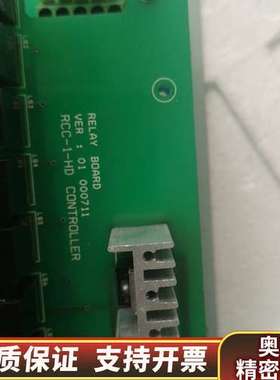 RELAY BOARD
VER : 01 000711
RCC-1-HD CONTROLLER
质保证 支持开票
奥
精密